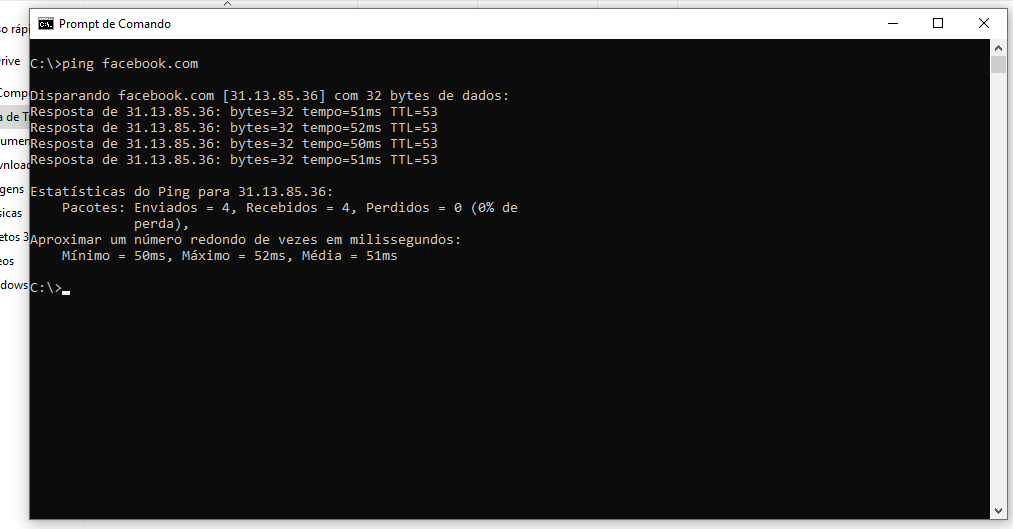 Prompt de Comando
C:\>ping facebook.com
Disparando facebook.com [31.13.85.36] com 32 bytes de dados:
Resposta de 31.13.85.36: bytes=32 tempo=51ms TTL=53
Resposta de 31.13.85.36: bytes=32 tempo=52ms TTL=53
Resposta de 31.13.85.36: bytes=32 tempo=50ms TTL=53
Resposta de 31.13.85.36: bytes=32 tempo=51ms TTL=53
Estatísticas do Ping para 31.13.85.36:
Pacotes: Enviados = 4, Recebidos = 4, Perdidos = 0 (0% de
perda),
Aproximar um número redondo de vezes em milissegundos:
Mínimo = 50ms, Máximo = 52ms, Média = 51ms
C:\>